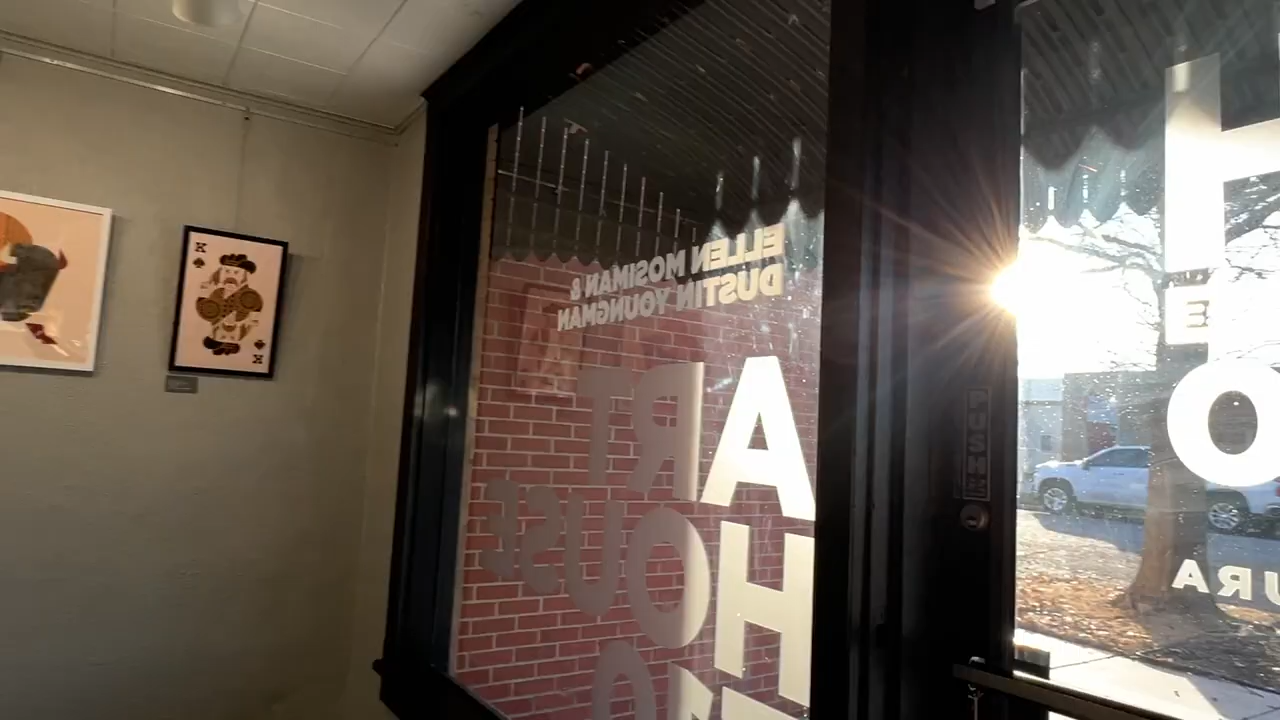 K
K
ELLEN MOSIMAN &
DUSTIN YOUNGMAN
ART
HOUSE
PUSH
E
O
URA